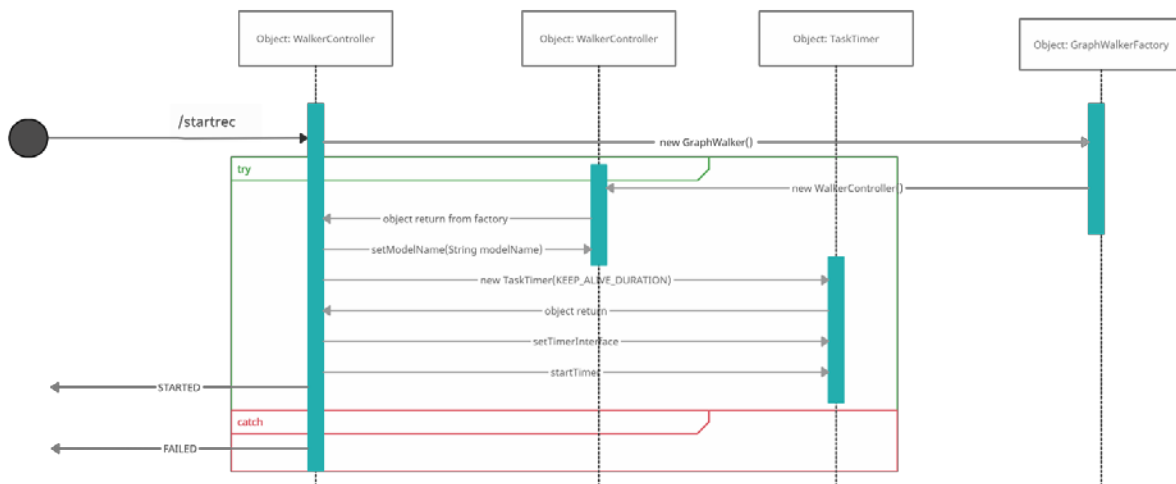 Object: WalkerController
Object: WalkerController
Object: TaskTimer
Object: GraphWalkerFactory
/startrec
new GraphWalker()
try
new WalkerController()
object return from factory
setModelName(String modelName)
new TaskTimer(KEEP_ALIVE_DURATION)
object return
setTimerInterface
startTimer
STARTED
catch
FAILED